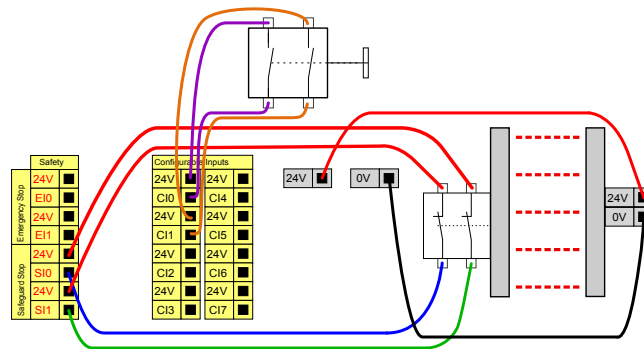 Safety
Emergency Stop
24V
EI0
24V
EI1
Safeguard Stop
24V
SI0
24V
SI1
Configurable Inputs
24V
CI0
24V
CI1
24V
CI2
24V
CI3
24V
CI4
24V
CI5
24V
CI6
24V
CI7
24V
0V
24V
0V